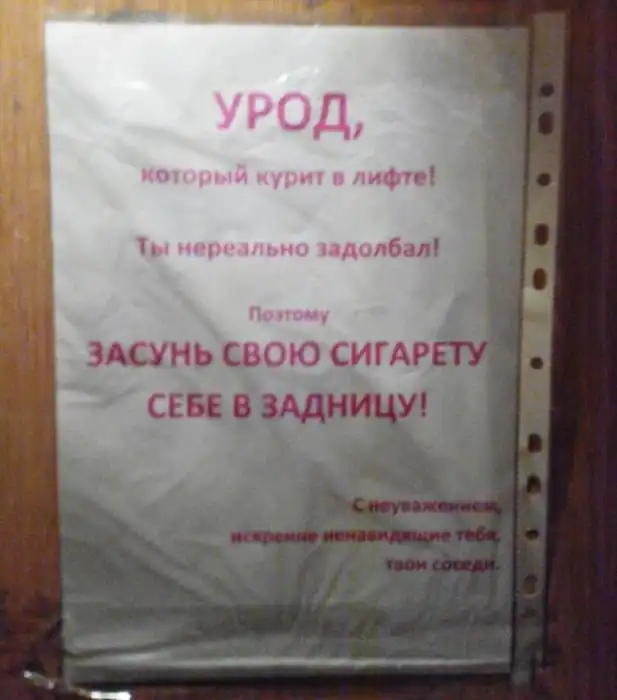 УРОД,
который курит в лифте!
Ты нереально задолбал!
Поэтому
ЗАСУНЬ СВОЮ СИГАРЕТУ
СЕБЕ В ЗАДНИЦУ!
С неуважением,
искренне ненавидящие тебя,
твои соседи.